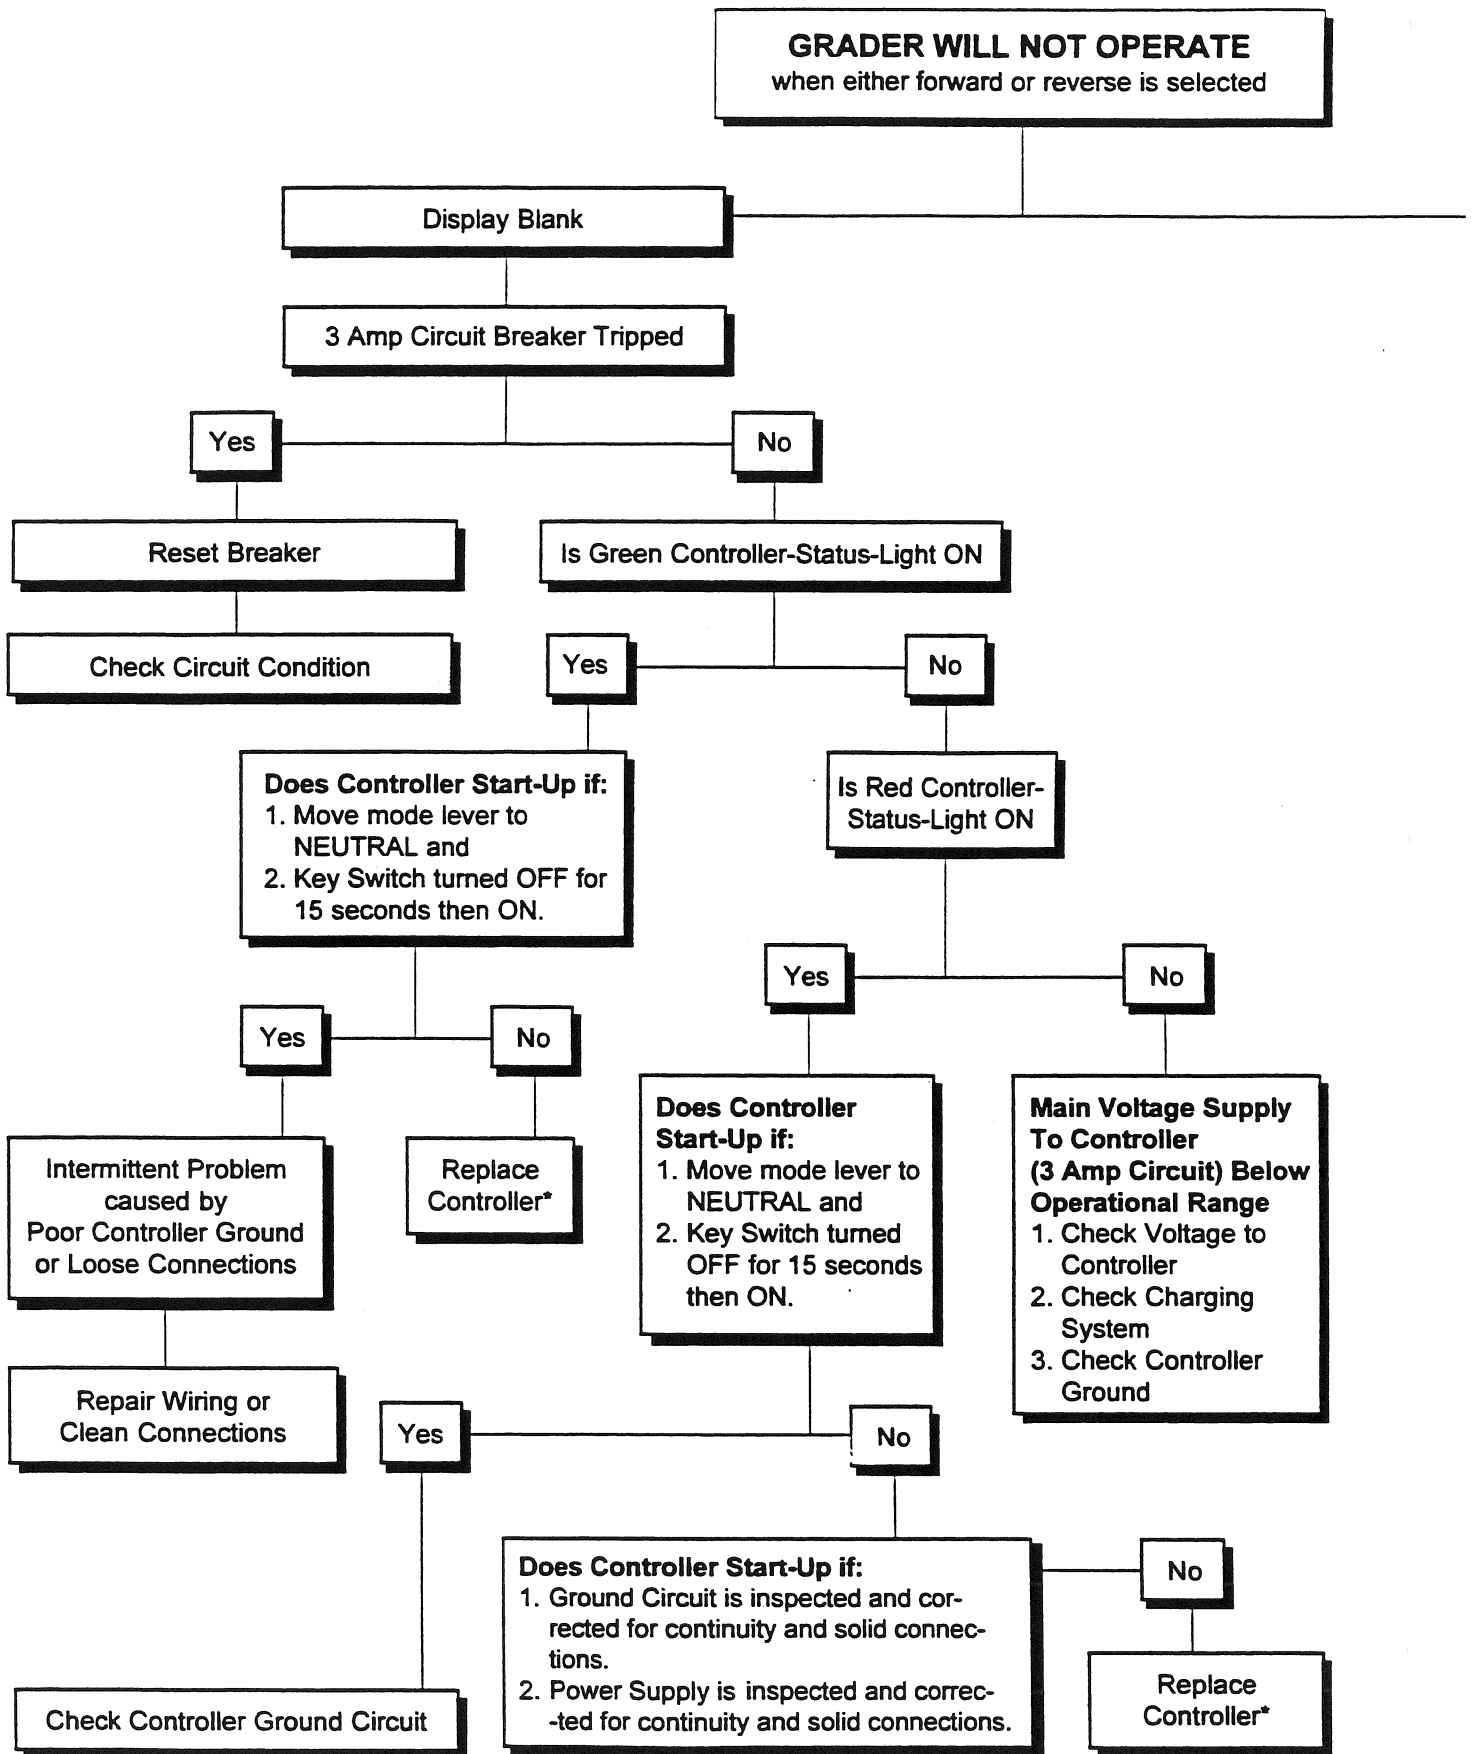 GRADER WILL NOT OPERATE
when either forward or reverse is selected
Display Blank
3 Amp Circuit Breaker Tripped
Yes
No
Reset Breaker
Is Green Controller-Status-Light ON
Check Circuit Condition
Yes
No
Does Controller Start-Up if:
1. Move mode lever to
NEUTRAL and
2. Key Switch turned OFF for
15 seconds then ON.
Is Red Controller-
Status-Light ON
Yes
No
Yes
No
Intermittent Problem
caused by
Poor Controller Ground
or Loose Connections
Replace
Controller*
Does Controller
Start-Up if:
1. Move mode lever to
NEUTRAL and
2. Key Switch turned
OFF for 15 seconds
then ON.
Main Voltage Supply
To Controller
(3 Amp Circuit) Below
Operational Range
1. Check Voltage to
Controller
2. Check Charging
System
3. Check Controller
Ground
Repair Wiring or
Clean Connections
Yes
No
Does Controller Start-Up if:
1. Ground Circuit is inspected and cor-
rected for continuity and solid connec-
tions.
2. Power Supply is inspected and correc-
-ted for continuity and solid connections.
No
Replace
Controller*
Check Controller Ground Circuit